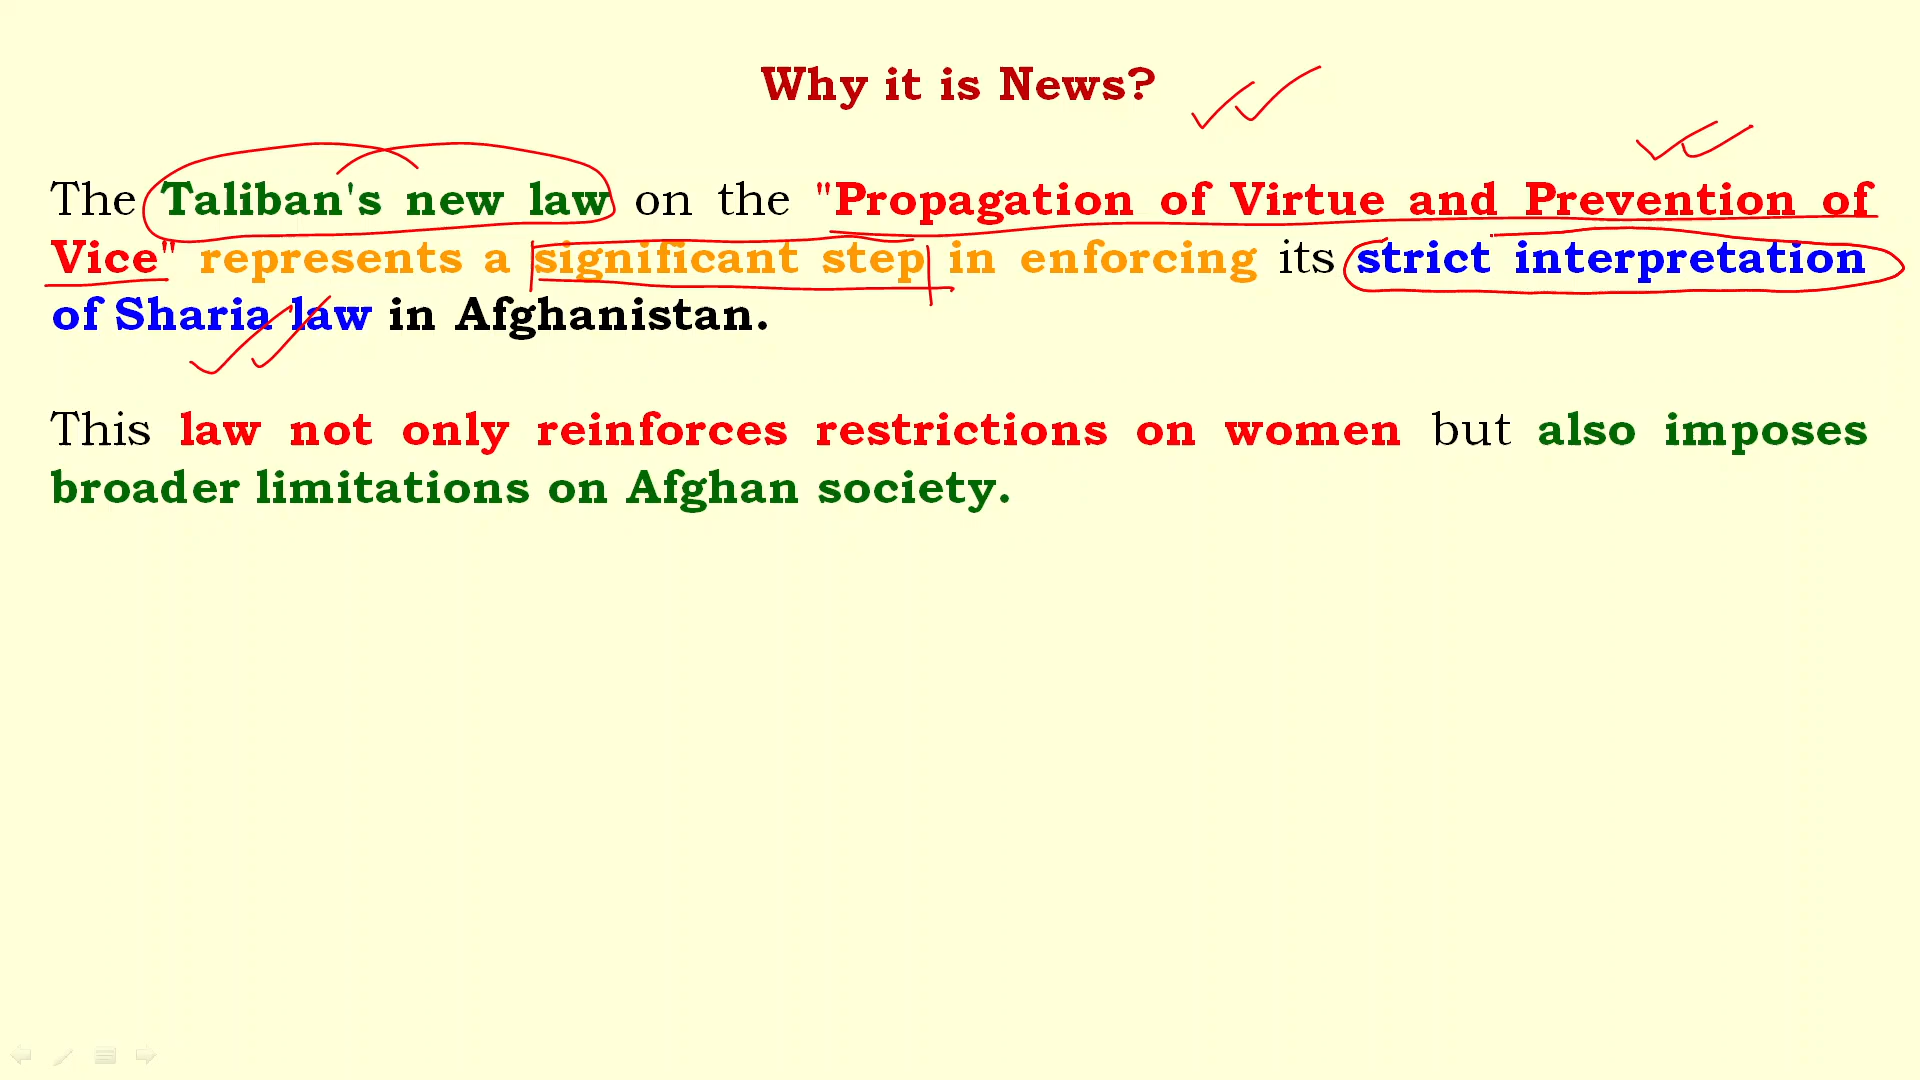 Why it is News?
The Taliban's new law on the "Propagation of Virtue and Prevention of
Vice" represents a significant step in enforcing its strict interpretation
of Sharia law in Afghanistan.
This law not only reinforces restrictions on women but also imposes
broader limitations on Afghan society.